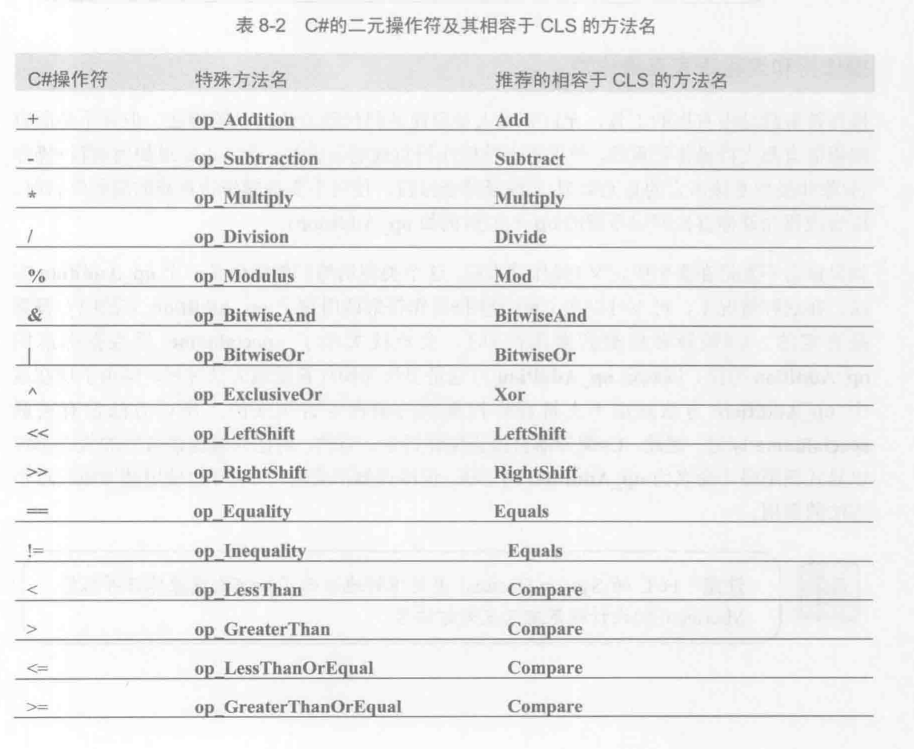 表 8-2 C#的二元操作符及其相容于 CLS 的方法名
C#操作符 特殊方法名 推荐的相容于 CLS 的方法名
+ op_Addition Add
- op_Subtraction Subtract
* op_Multiply Multiply
/ op_Division Divide
% op_Modulus Mod
& op_BitwiseAnd BitwiseAnd
| op_BitwiseOr BitwiseOr
^ op_ExclusiveOr Xor
<< op_LeftShift LeftShift
>> op_RightShift RightShift
== op_Equality Equals
!= op_Inequality Equals
< op_LessThan Compare
> op_GreaterThan Compare
<= op_LessThanOrEqual Compare
>= op_GreaterThanOrEqual Compare